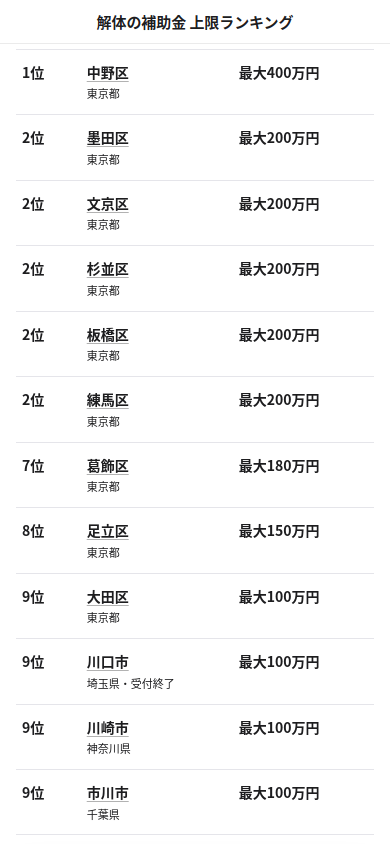 解体の補助金 上限ランキング
1位 中野区 最大400万円
東京都
2位 墨田区 最大200万円
東京都
2位 文京区 最大200万円
東京都
2位 杉並区 最大200万円
東京都
2位 板橋区 最大200万円
東京都
2位 練馬区 最大200万円
東京都
7位 葛飾区 最大180万円
東京都
8位 足立区 最大150万円
東京都
9位 大田区 最大100万円
東京都
9位 川口市 最大100万円
埼玉県・受付終了
9位 川崎市 最大100万円
神奈川県
9位 市川市 最大100万円
千葉県